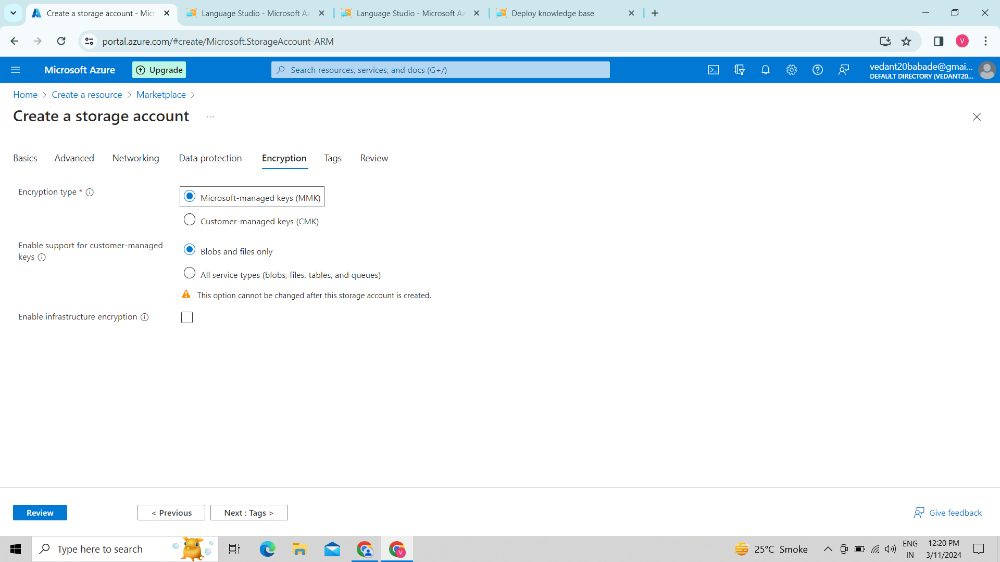 Create a storage account - Micr
Language Studio - Microsoft Az
Language Studio - Microsoft Az
Deploy knowledge base
portal.azure.com/#create/Microsoft.StorageAccount-ARM
V
Microsoft Azure
Upgrade
Search resources, services, and docs (G+/)
vedant20babade@gmai...
DEFAULT DIRECTORY (VEDANT20...
Home > Create a resource > Marketplace >
Create a storage account ...
Basics Advanced Networking Data protection Encryption Tags Review
Encryption type *
Microsoft-managed keys (MMK)
Customer-managed keys (CMK)
Enable support for customer-managed
keys
Blobs and files only
All service types (blobs, files, tables, and queues)
This option cannot be changed after this storage account is created.
Enable infrastructure encryption
Review
< Previous
Next : Tags >
Give feedback
Type here to search
V
25°C Smoke
ENG
IN
12:20 PM
3/11/2024